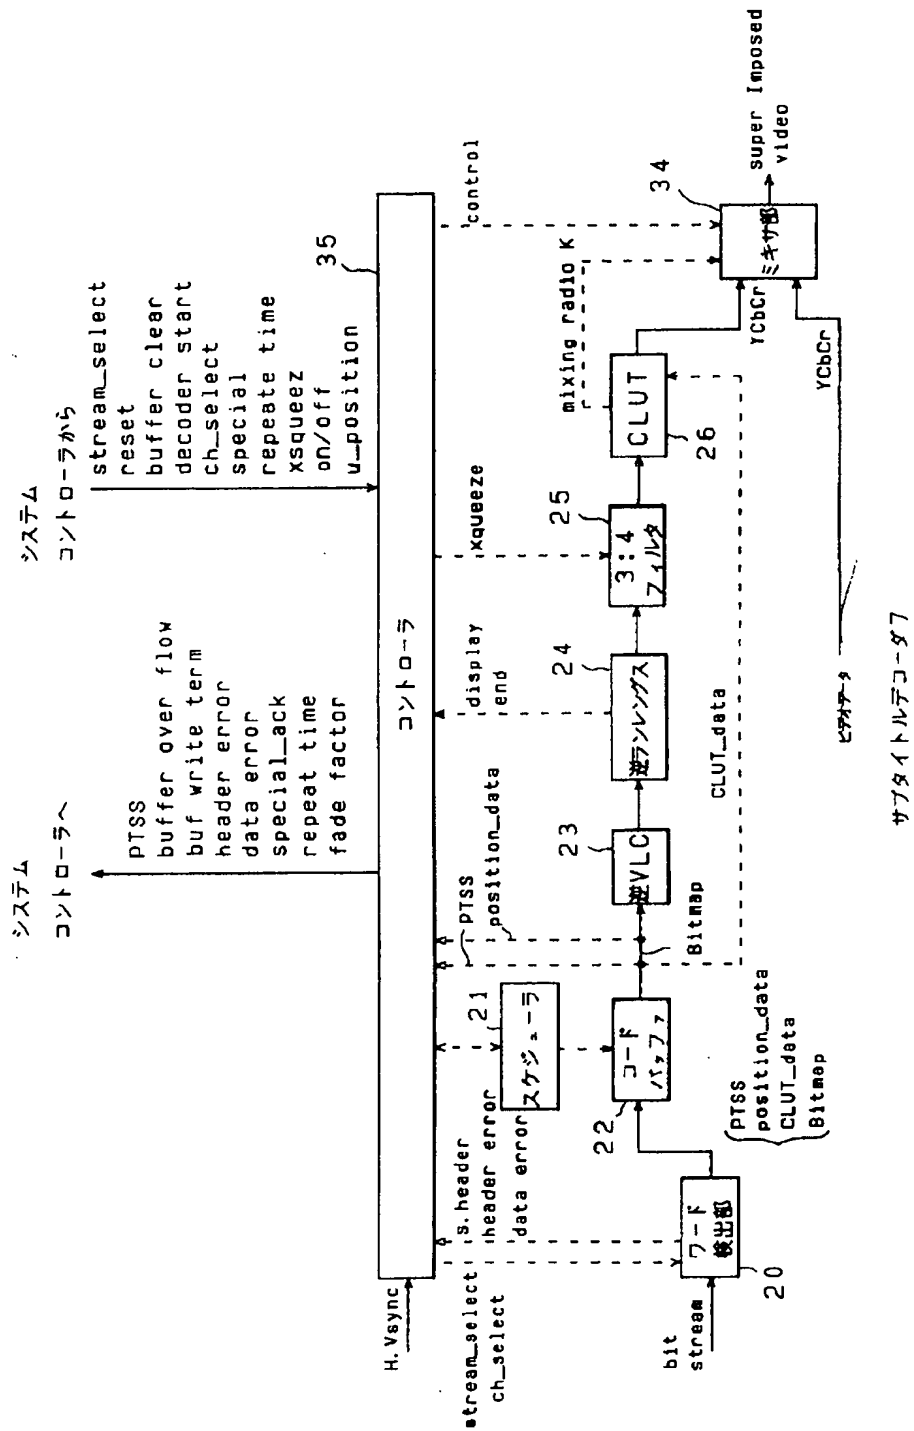 システム
コントローラへ
PTSS
buffer over flow
buf write term
header error
data error
special_ack
repeat time
fade factor
システム
コントローラから
stream_select
reset
buffer clear
decoder start
ch_select
special
repeat time
xsqueez
on/off
u_position
35
コントローラ
H.Vsync
stream_select
ch_select
s.header
header error
data error
21
スケジューラ
PTSS
position_data
display
end
xqueeze
control
bit
stream
ワード
検出部
20
22
コード
バッファ
Bitmap
23
逆VLC
24
逆ランレングス
25
3:4
フィルタ
CLUT
26
mixing radio K
34
ミキサ部
super Imposed
video
YCbCr
YCbCr
CLUT_data
PTSS
position_data
CLUT_data
Bitmap
ビデオデータ
サブタイトルデコーダ7